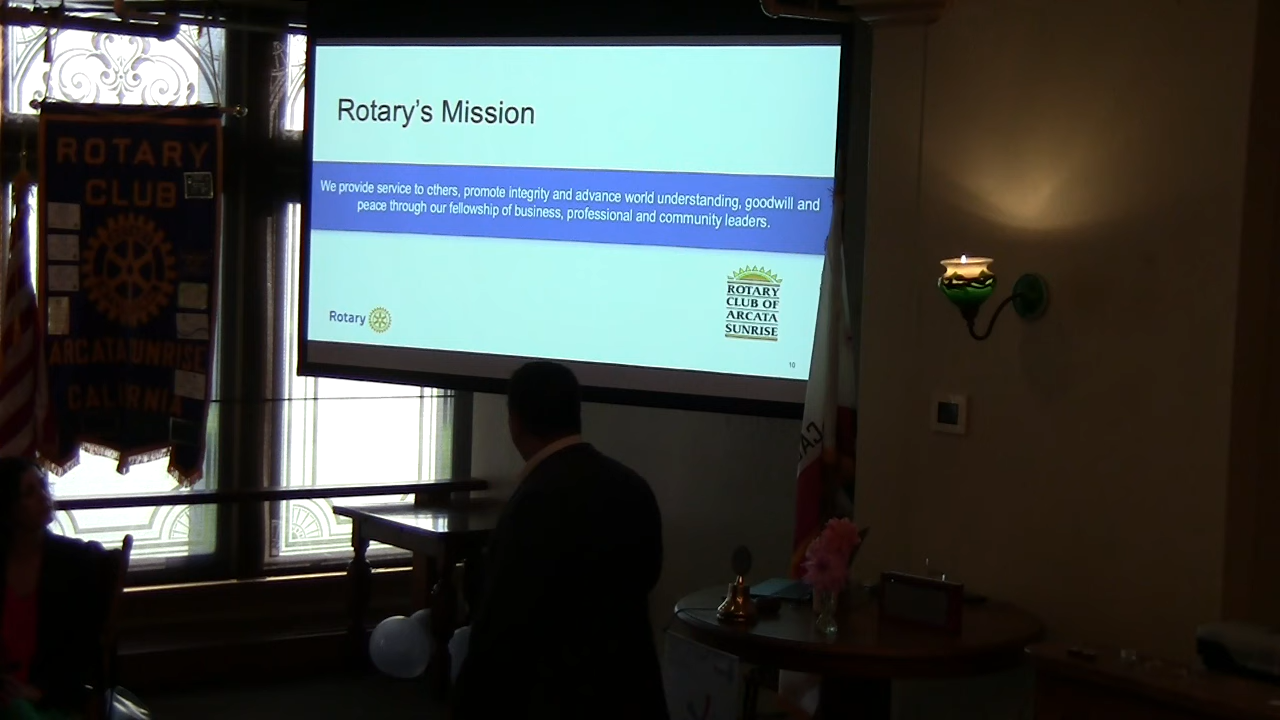 ROTARY
CLUB
ARCATA SUNRISE
CALIFORNIA
Rotary's Mission
We provide service to others, promote integrity and advance world understanding, goodwill and
peace through our fellowship of business, professional and community leaders.
Rotary
ROTARY
CLUB OF
ARCATA
SUNRISE
10
CA